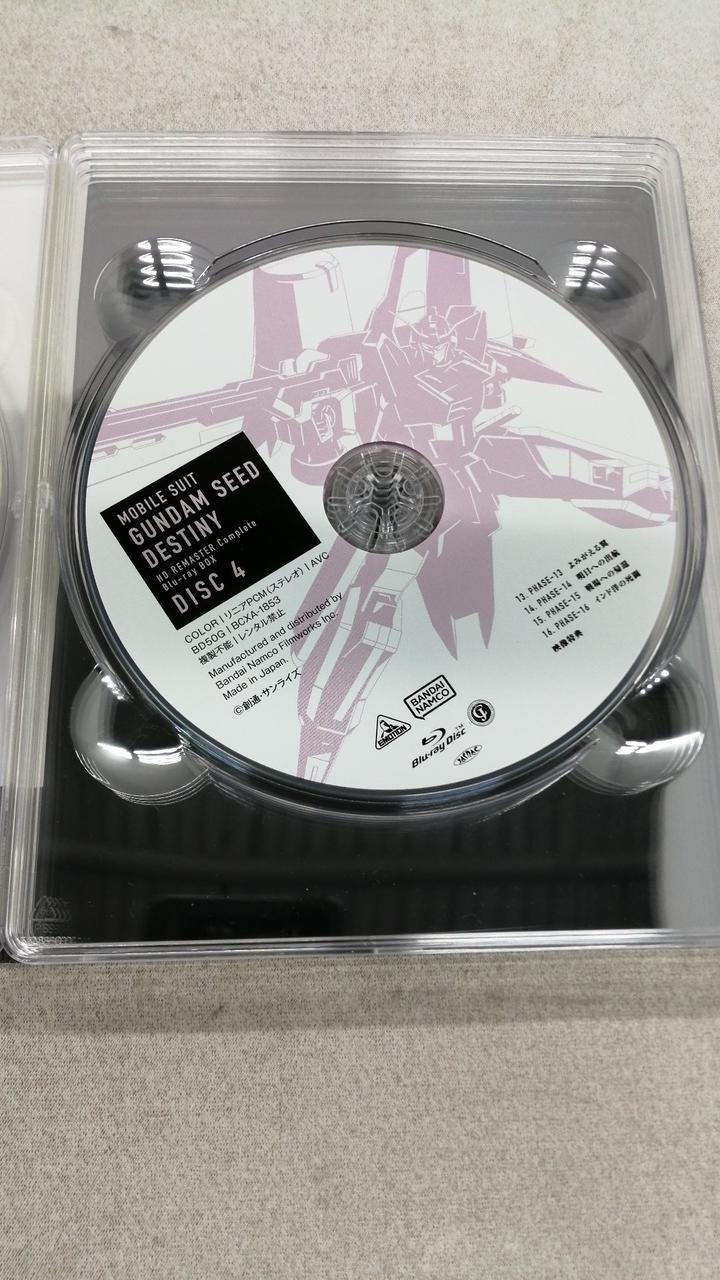 MOBILE SUIT
GUNDAM SEED
DESTINY
HD REMASTER Complete
Blu-ray BOX
DISC 4
COLOR | リニアPCM(ステレオ) | AVC
BD50G | BCXA-1853
複製不能 | レンタル禁止
Manufactured and distributed by
Bandai Namco Filmworks Inc.
Made in Japan.
©創通・サンライズ
13. PHASE-13 よみがえる翼
14. PHASE-14 明日への出航
15. PHASE-15 戦場への帰還
16. PHASE-16 インド洋の死闘
映像特典
EMOTION
BANDAI
NAMCO
Blu-ray Disc™